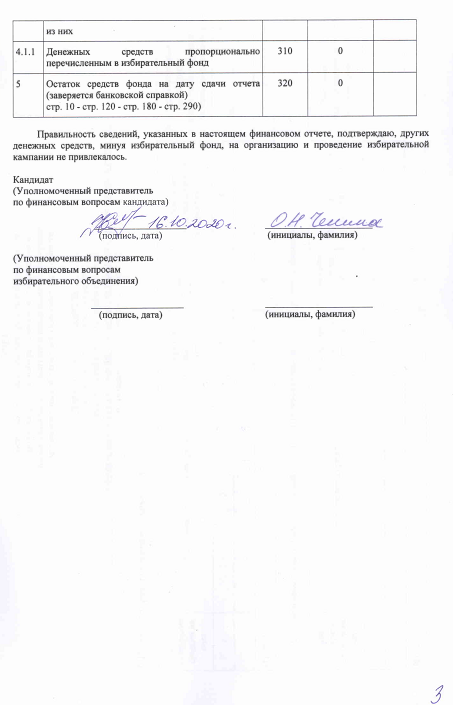 из них
4.1.1 Денежных средств пропорционально 310 0
перечисленным в избирательный фонд
5 Остаток средств фонда на дату сдачи отчета 320 0
(заверяется банковской справкой)
стр. 10 - стр. 120 - стр. 180 - стр. 290)
Правильность сведений, указанных в настоящем финансовом отчете, подтверждаю, других
денежных средств, минуя избирательный фонд, на организацию и проведение избирательной
кампании не привлекалось.
Кандидат
(Уполномоченный представитель
по финансовым вопросам кандидата)
16.10.2020г. О.Н.
(подпись, дата) (инициалы, фамилия)
(Уполномоченный представитель
по финансовым вопросам
избирательного объединения)
(подпись, дата) (инициалы, фамилия)
3